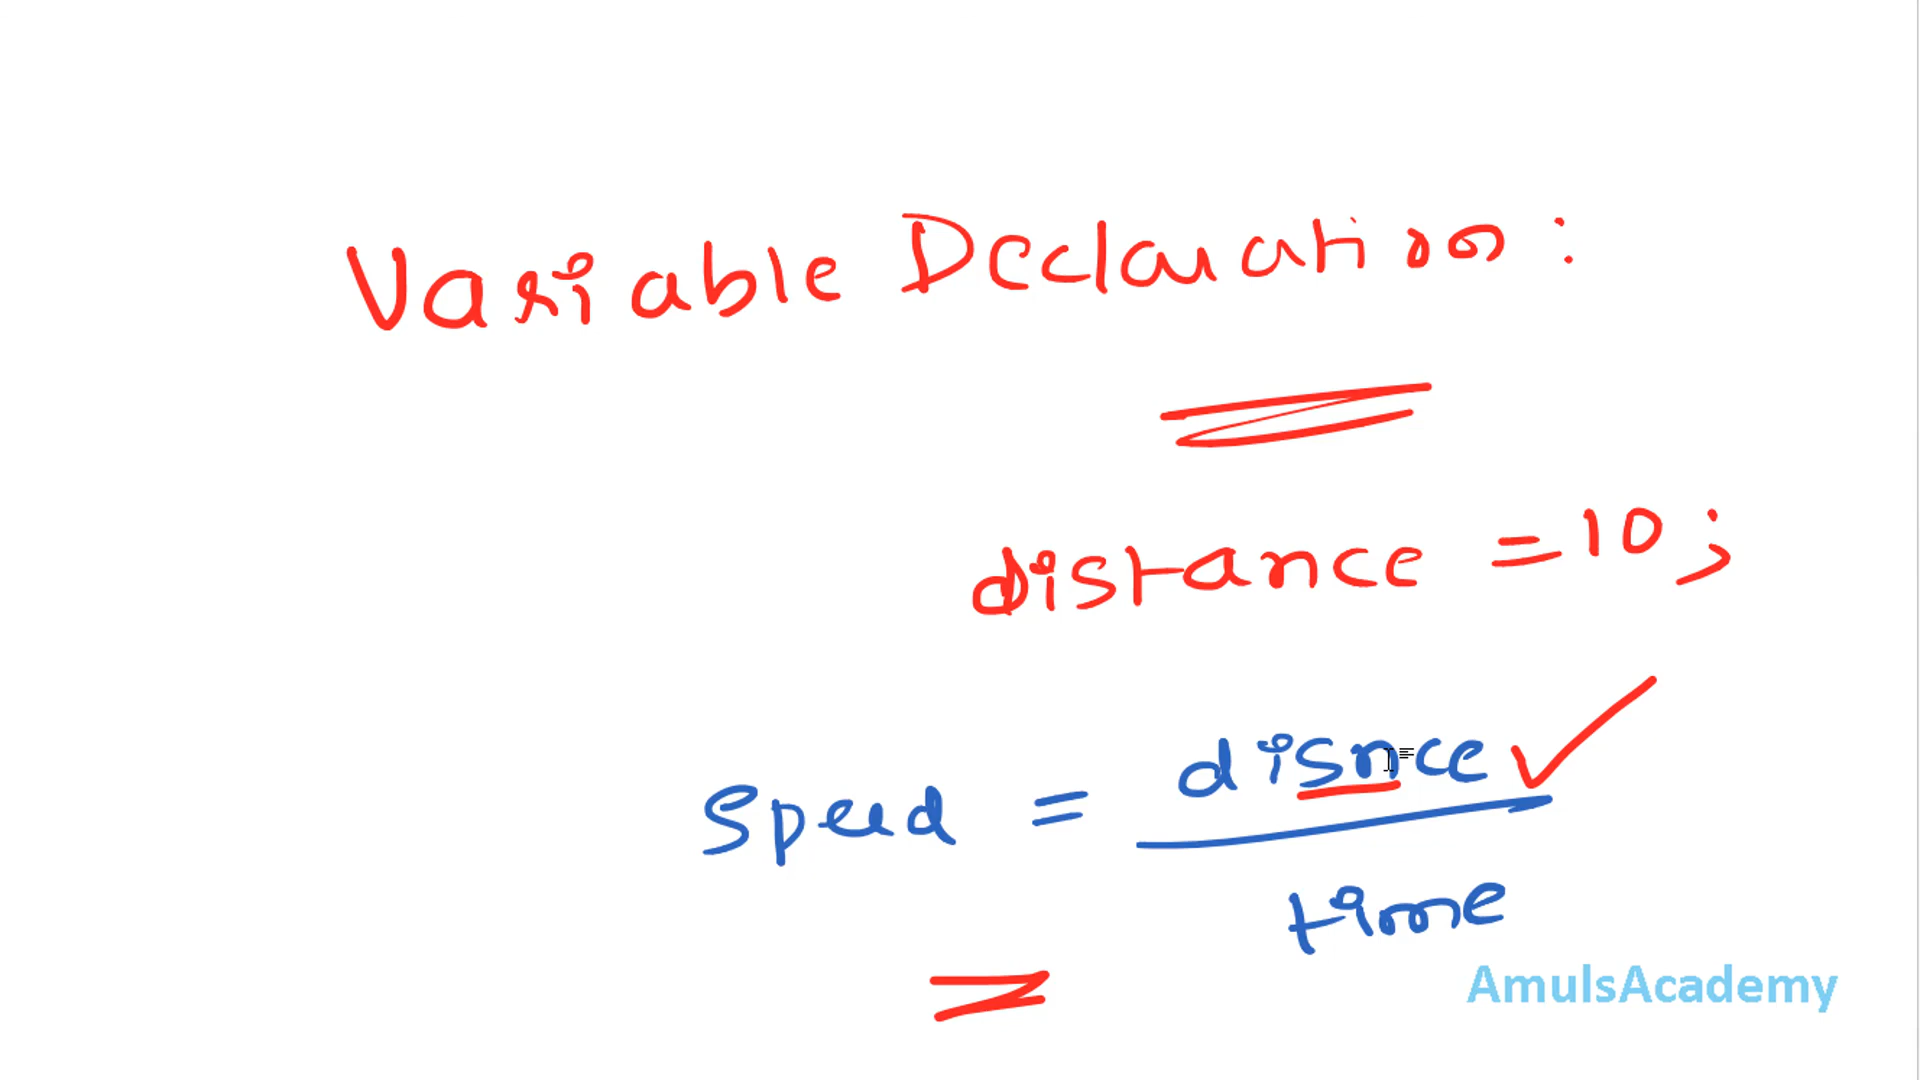 Variable Declaration:
distance = 10;
Speed = disnce
time
AmulsAcademy